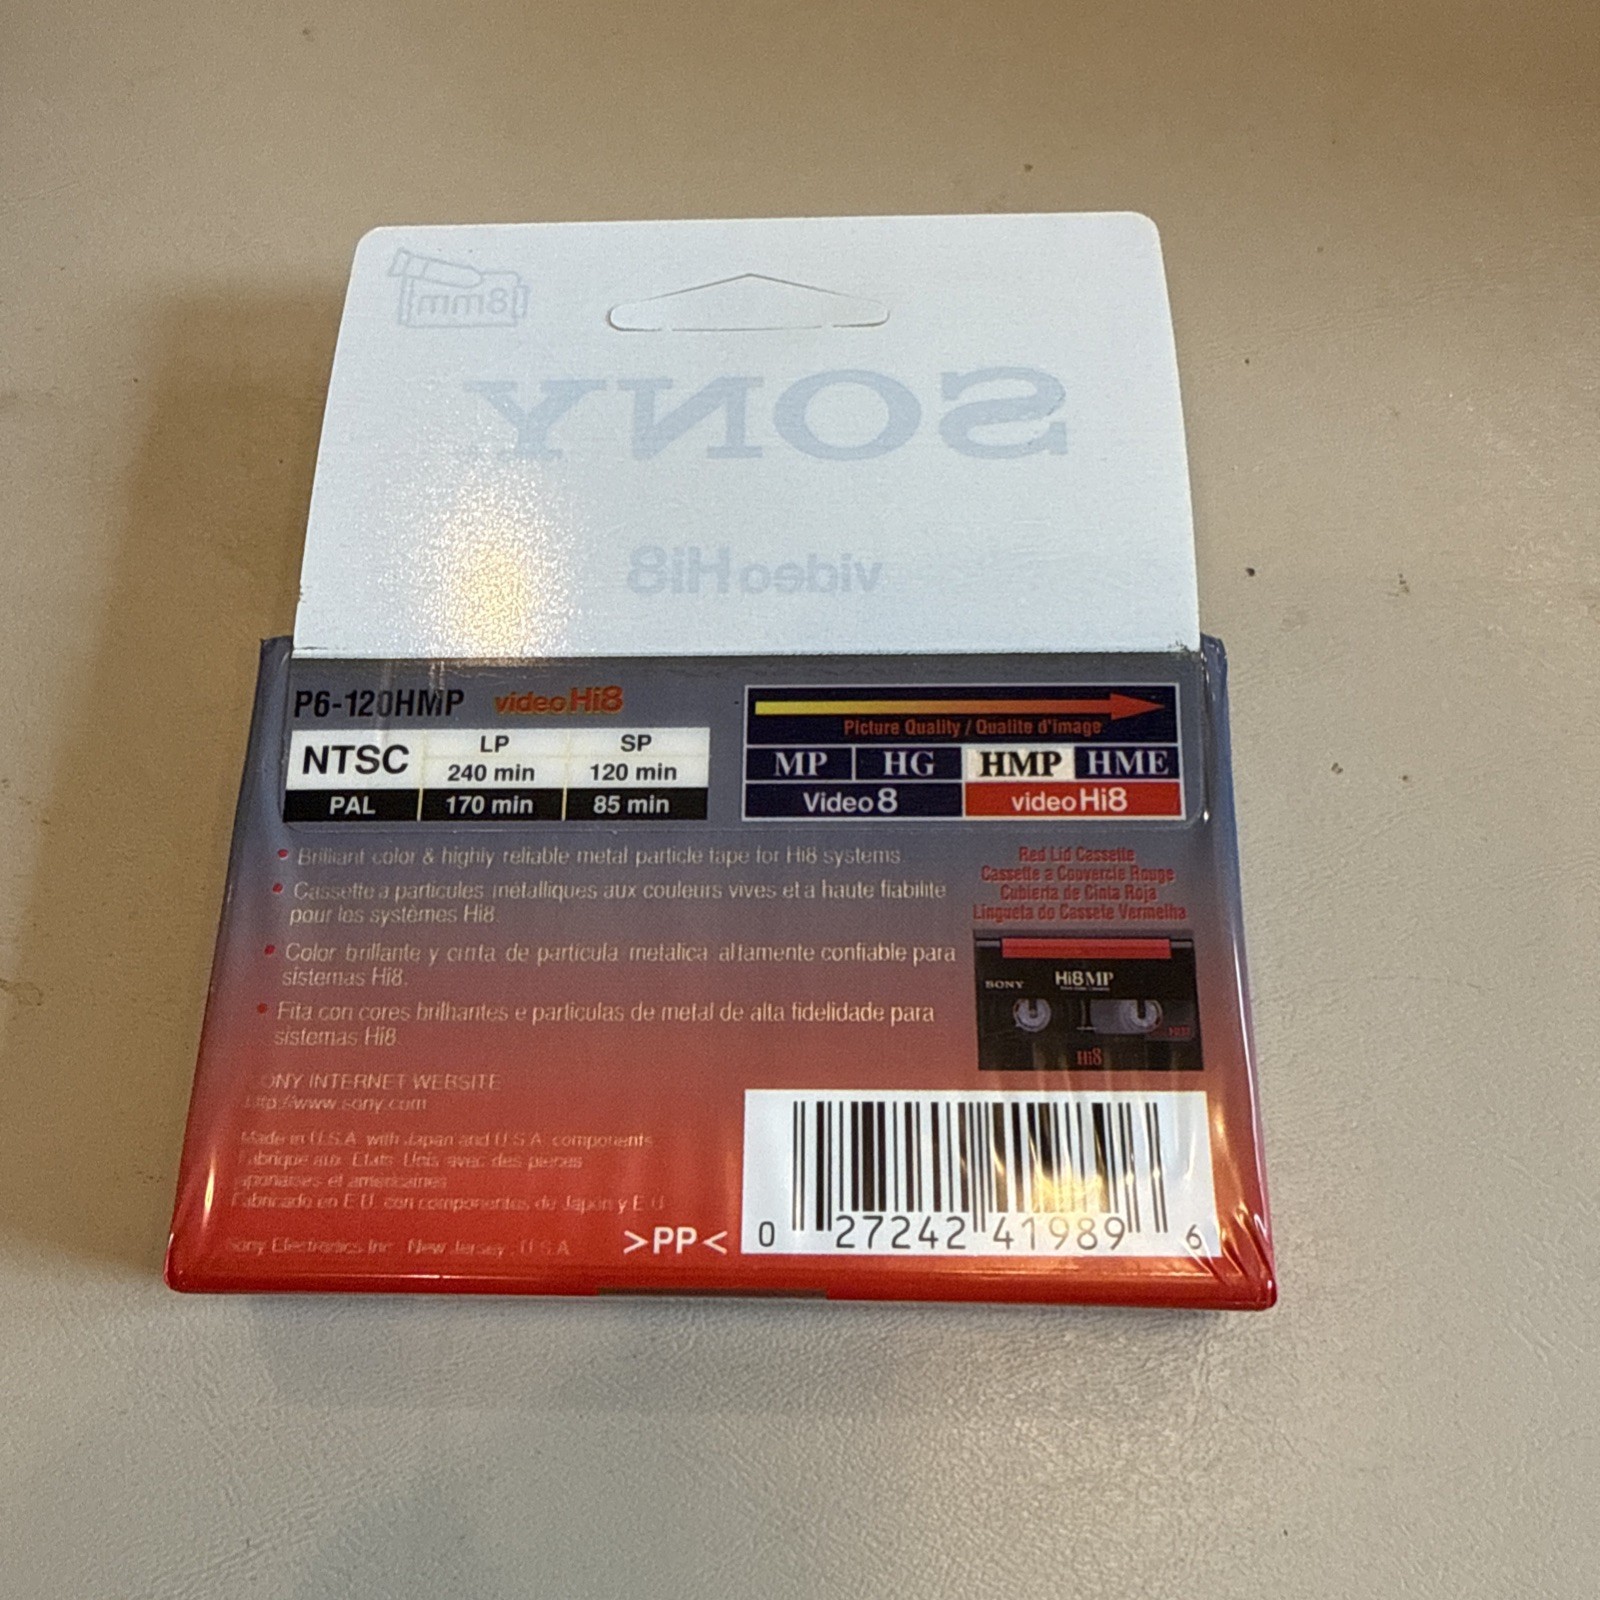 8mm
SONY
video Hi8
P6-120HMP video Hi8
NTSC LP SP
240 min 120 min
PAL 170 min 85 min
Picture Quality / Qualite d'image
MP HG HMP HME
Video 8 video Hi8
• Brilliant color & highly reliable metal particle tape for Hi8 systems.
• Cassette a particules métalliques aux couleurs vives et a haute fiabilite
pour les systèmes Hi8.
• Color brillante y cinta de particula metalica altamente confiable para
sistemas Hi8.
• Fita con cores brilhantes e particulas de metal de alta fidelidade para
sistemas Hi8
Red Lid Cassette
Cassette a Couvercle Rouge
Cubierta de Cinta Roja
Lingueta do Cassete Vermelha
SONY Hi8 MP
Hi8
SONY INTERNET WEBSITE
http://www.sony.com
Made in U.S.A. with Japan and U.S.A. components
Fabrique aux Etats-Unis avec des pieces
japonaises et americaines
Fabricado en E.U. con componentes de Japon y E.U.
Sony Electronics Inc. New Jersey, U.S.A.
>PP<
0 27242 41989 6